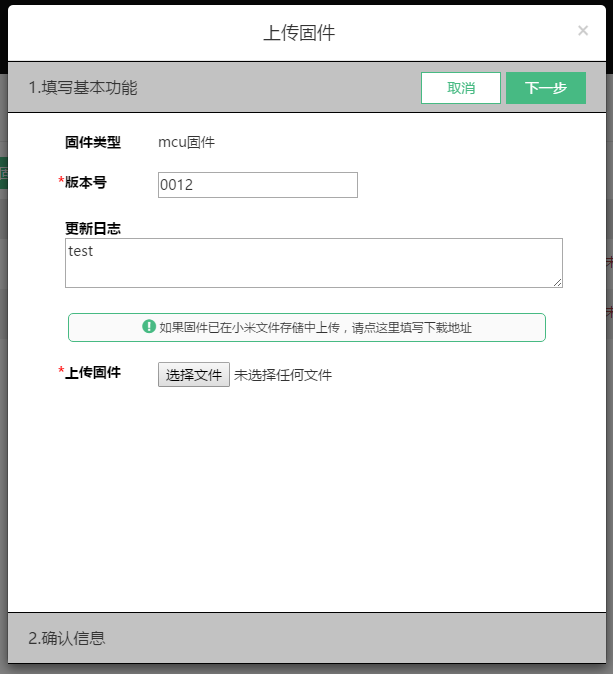 上传固件
×
1.填写基本功能
取消
下一步
固件类型 mcu固件
*版本号 0012
更新日志
test
如果固件已在小米文件存储中上传，请点这里填写下载地址
*上传固件 选择文件 未选择任何文件
2.确认信息
固
未
未